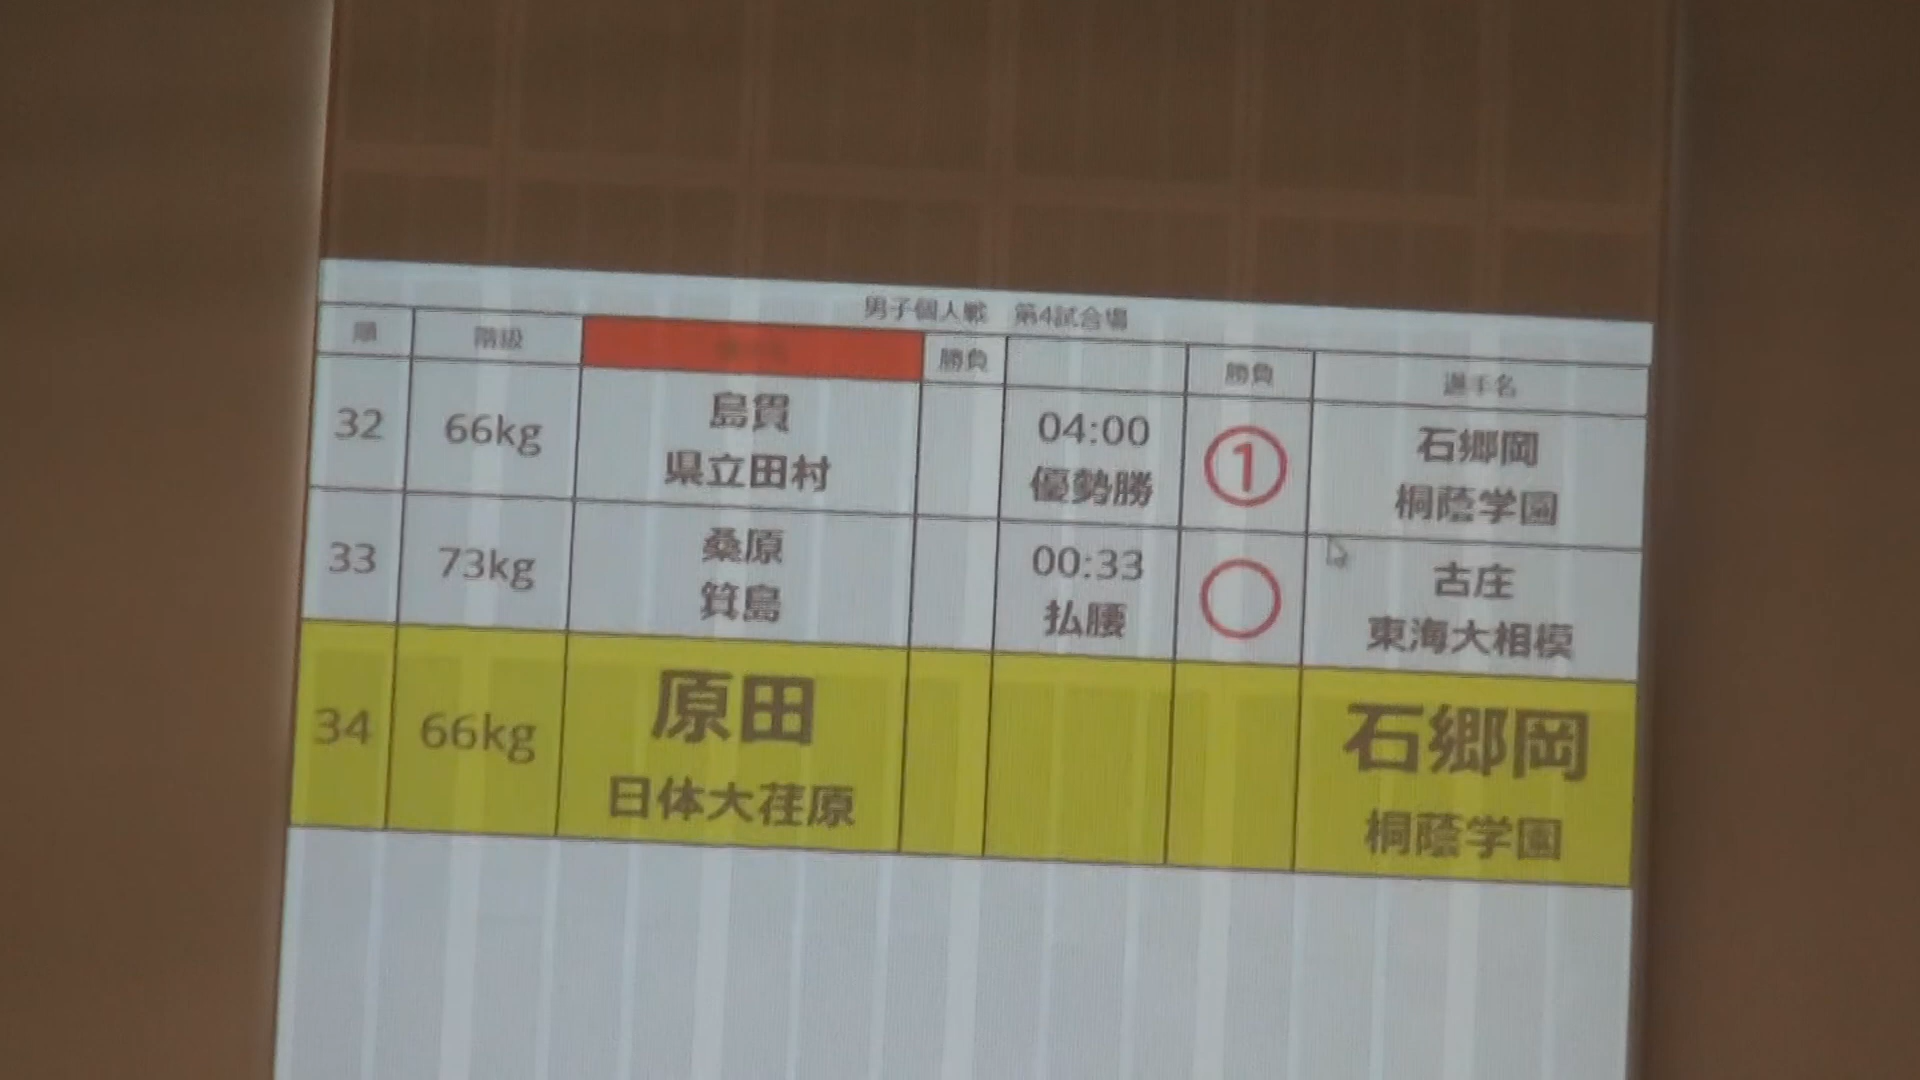 男子個人戦 第4試合場
順 階級 勝負 勝負 選手名
32 66kg 島貫 県立田村 04:00 優勢勝 ① 石郷岡 桐蔭学園
33 73kg 桑原 箕島 00:33 払腰 ○ 古庄 東海大相模
34 66kg 原田 日体大荏原 石郷岡 桐蔭学園